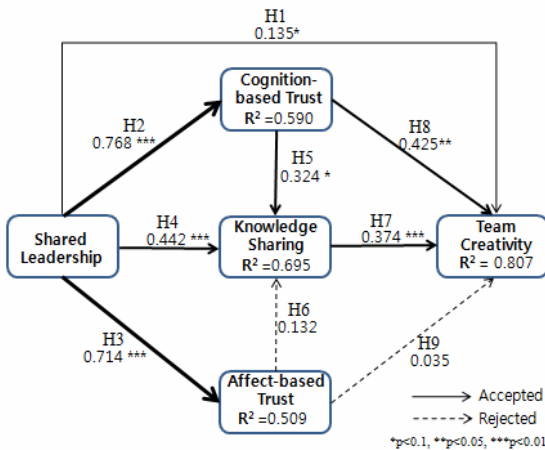 H1
0.135*
Cognition-
based Trust
R² =0.590
H2
0.768 ***
H8
0.425**
H5
0.324 *
Shared
Leadership
H4
0.442 ***
Knowledge
Sharing
R² =0.695
H7
0.374 ***
Team
Creativity
R² = 0.807
H3
0.714 ***
H6
0.132
H9
0.035
Affect-based
Trust
R² =0.509
Accepted
Rejected
*p<0.1, **p<0.05, ***p<0.01